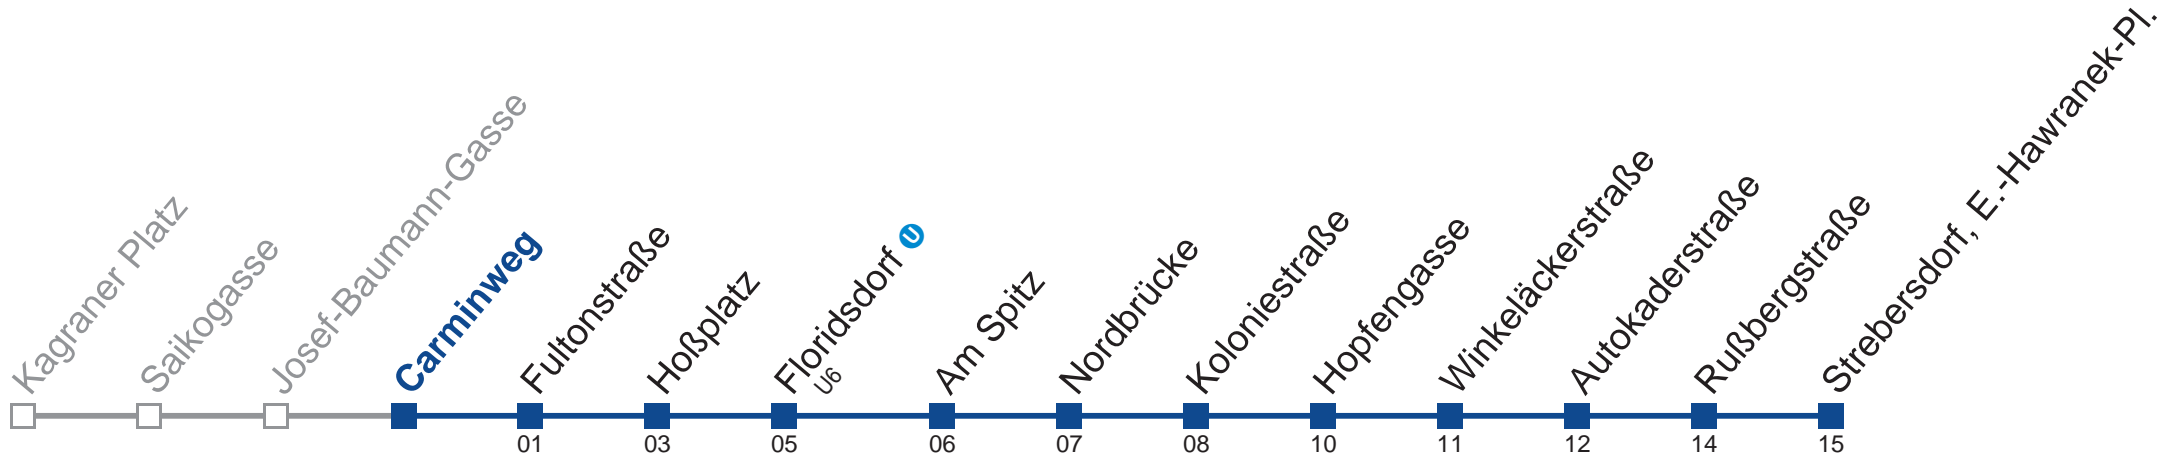 Kagraner Platz
Saikogasse
Josef-Baumann-Gasse
Carminweg
Fultonstraße
Hoßplatz
Floridsdorf U
U6
Am Spitz
Nordbrücke
Koloniestraße
Hopfengasse
Winkeläckerstraße
Autokaderstraße
Rußbergstraße
Strebersdorf, E.-Hawranek-Pl.
01
03
05
06
07
08
10
11
12
14
15